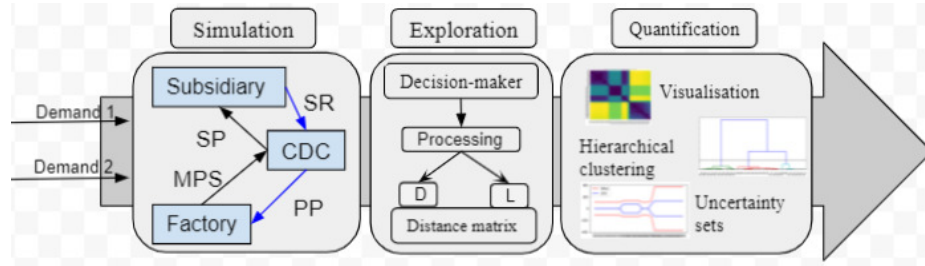 Simulation
Exploration
Quantification
Demand 1
Demand 2
Subsidiary
SR
SP
CDC
MPS
PP
Factory
Decision-maker
Processing
D
L
Distance matrix
Visualisation
Hierarchical
clustering
Uncertainty
sets